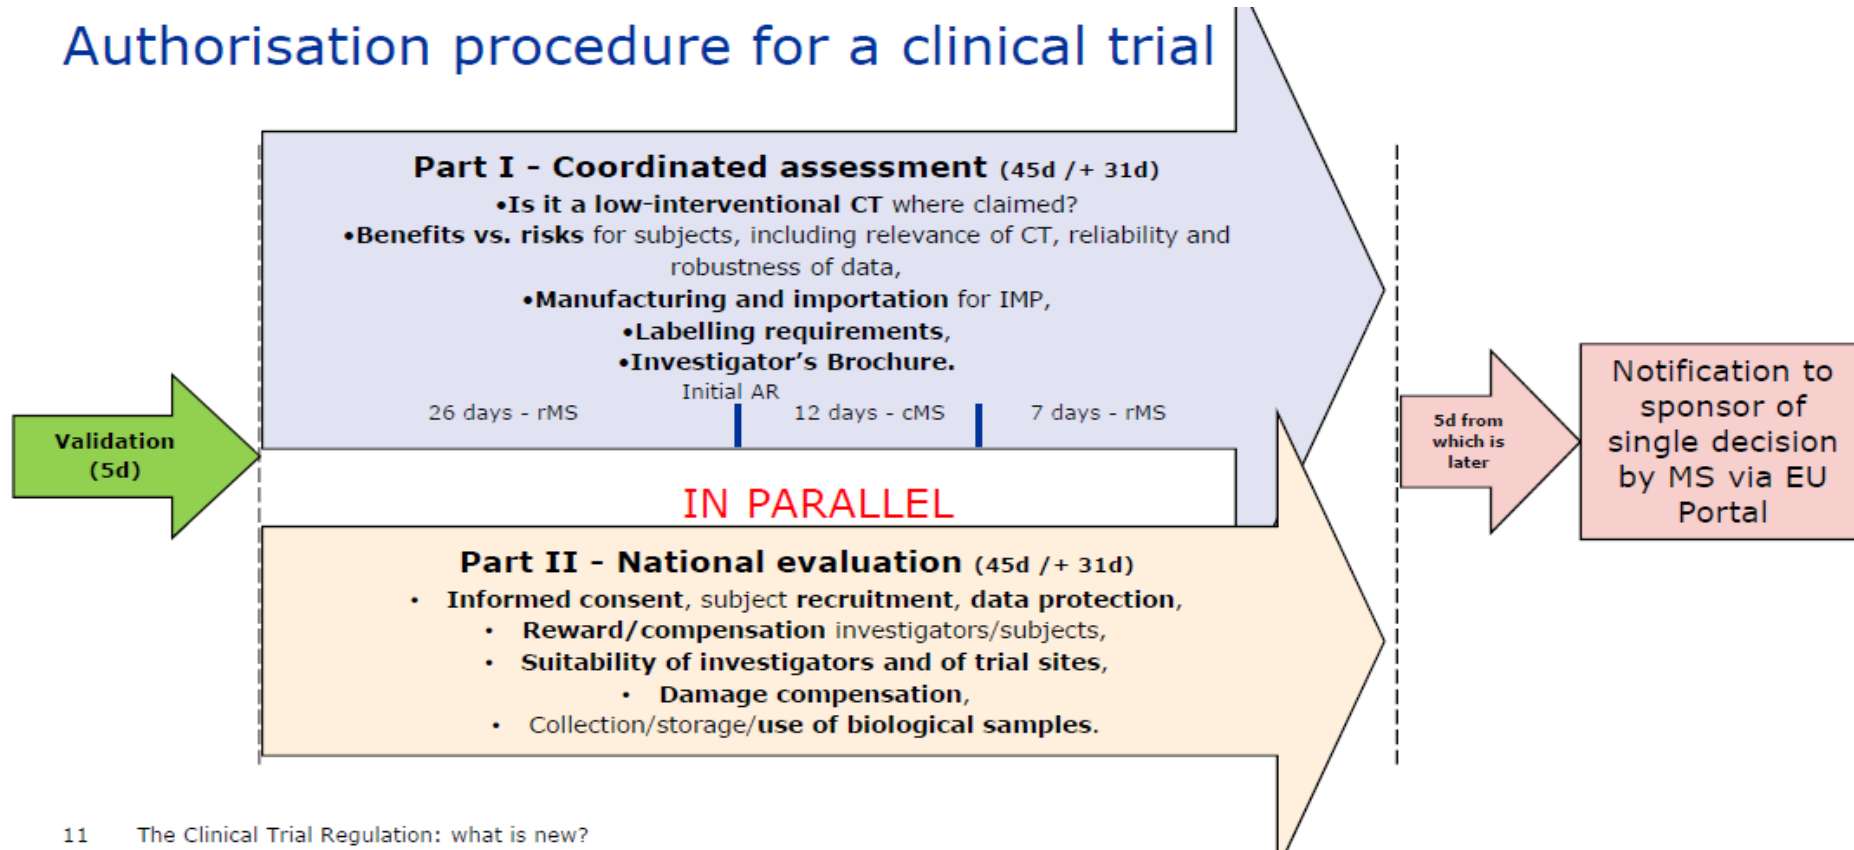 Authorisation procedure for a clinical trial
Part I - Coordinated assessment (45d /+ 31d)
•Is it a low-interventional CT where claimed?
•Benefits vs. risks for subjects, including relevance of CT, reliability and
robustness of data,
•Manufacturing and importation for IMP,
•Labelling requirements,
•Investigator’s Brochure.
Initial AR
26 days - rMS
12 days - cMS
7 days - rMS
Validation
(5d)
IN PARALLEL
Part II - National evaluation (45d /+ 31d)
• Informed consent, subject recruitment, data protection,
• Reward/compensation investigators/subjects,
• Suitability of investigators and of trial sites,
• Damage compensation,
• Collection/storage/use of biological samples.
5d from
which is
later
Notification to
sponsor of
single decision
by MS via EU
Portal
11 The Clinical Trial Regulation: what is new?